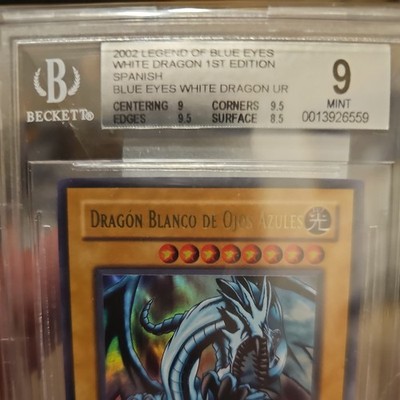 2002 LEGEND OF BLUE EYES
WHITE DRAGON 1ST EDITION
SPANISH
BLUE EYES WHITE DRAGON UR
CENTERING 9 CORNERS 9.5
EDGES 9.5 SURFACE 8.5
9
MINT
0013926559
B
BECKETT®
DRAGÓN BLANCO DE OJOS AZULES
光